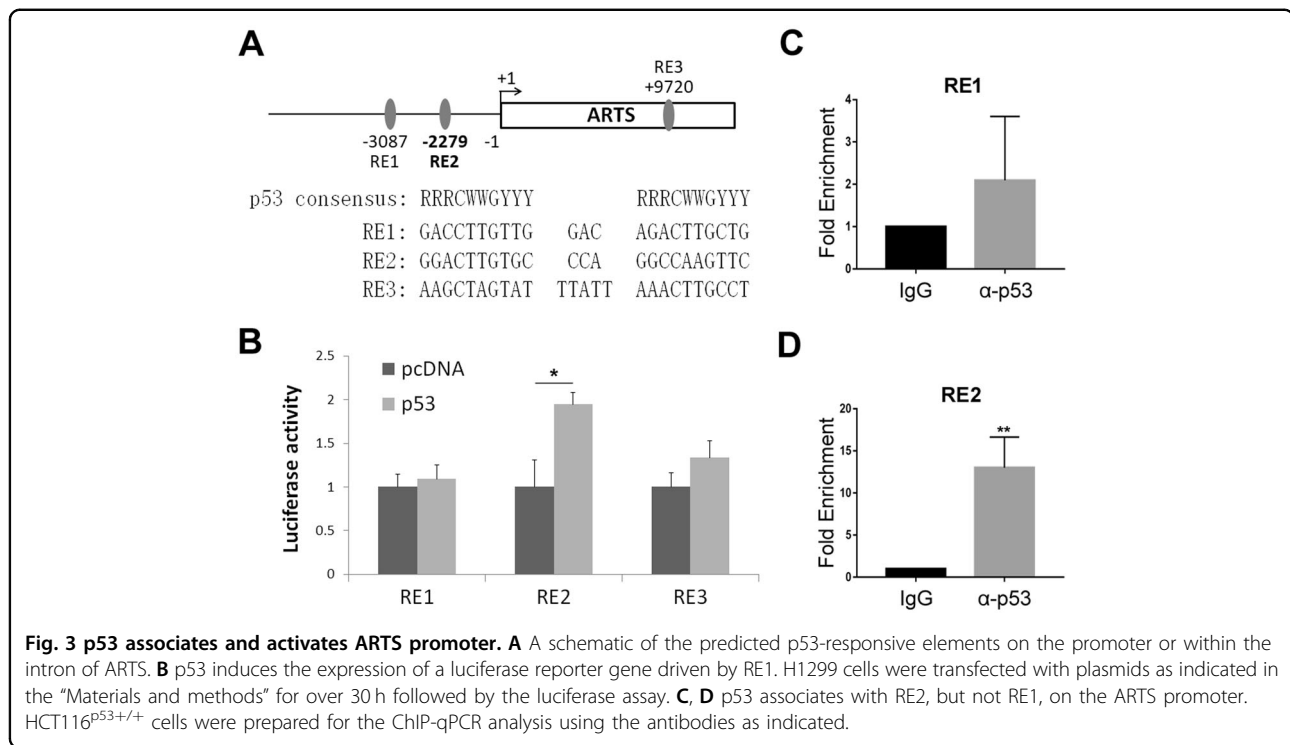 A
+1
RE3
+9720
ARTS
-3087
RE1
-2279
RE2
-1
p53 consensus: RRRCWWGYYY RRRCWWGYYY
RE1: GACCTTGTTG GAC AGACTTGCTG
RE2: GGACTTGTGC CCA GGCCAAGTTC
RE3: AAGCTAGTAT TTATT AAACTTGCCT
B
Luciferase activity
2.5
2
1.5
1
0.5
0
pcDNA
p53
*
RE1 RE2 RE3
C
RE1
Fold Enrichment
4
3
2
1
0
IgG α-p53
D
RE2
Fold Enrichment
20
15
10
5
0
**
IgG α-p53
Fig. 3 p53 associates and activates ARTS promoter. A A schematic of the predicted p53-responsive elements on the promoter or within the
intron of ARTS. B p53 induces the expression of a luciferase reporter gene driven by RE1. H1299 cells were transfected with plasmids as indicated in
the “Materials and methods” for over 30 h followed by the luciferase assay. C, D p53 associates with RE2, but not RE1, on the ARTS promoter.
HCT116p53+/+ cells were prepared for the ChIP-qPCR analysis using the antibodies as indicated.